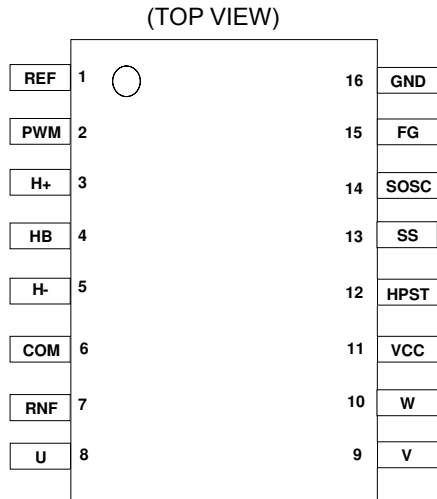 (TOP VIEW)
REF 1 16 GND
PWM 2 15 FG
H+ 3 14 SOSC
HB 4 13 SS
H- 5 12 HPST
COM 6 11 VCC
RNF 7 10 W
U 8 9 V